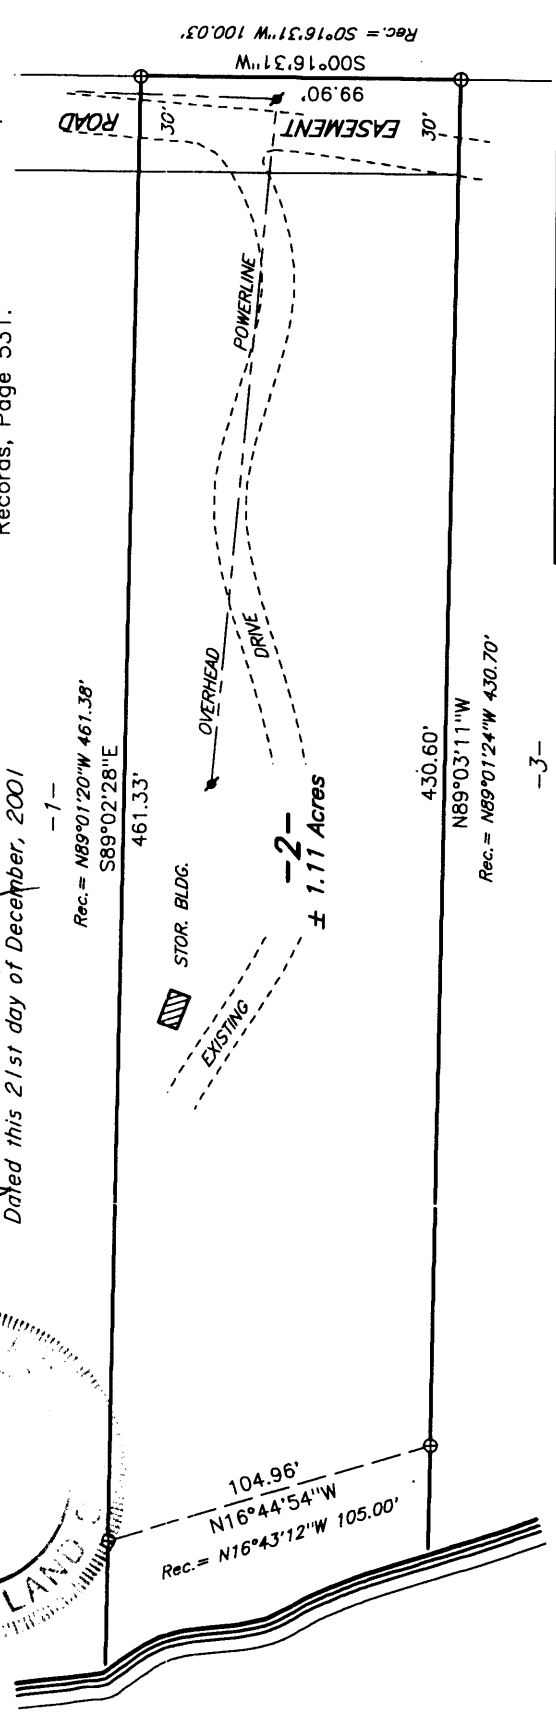 Records, Page 531.
Dated this 21st day of December, 2001
-1-
Rec.= N89°01'20"W 461.38'
S89°02'28"E
461.33'
Rec. = S0°16'31"W 100.03'
S00°16'31"W
99.90'
ROAD
30'
EASEMENT
30'
POWERLINE
OVERHEAD
DRIVE
STOR. BLDG.
EXISTING
-2-
± 1.11 Acres
430.60'
N89°03'11"W
Rec.= N89°01'24"W 430.70'
-3-
104.96'
N16°44'54"W
Rec.= N16°43'12"W 105.00'
LAND